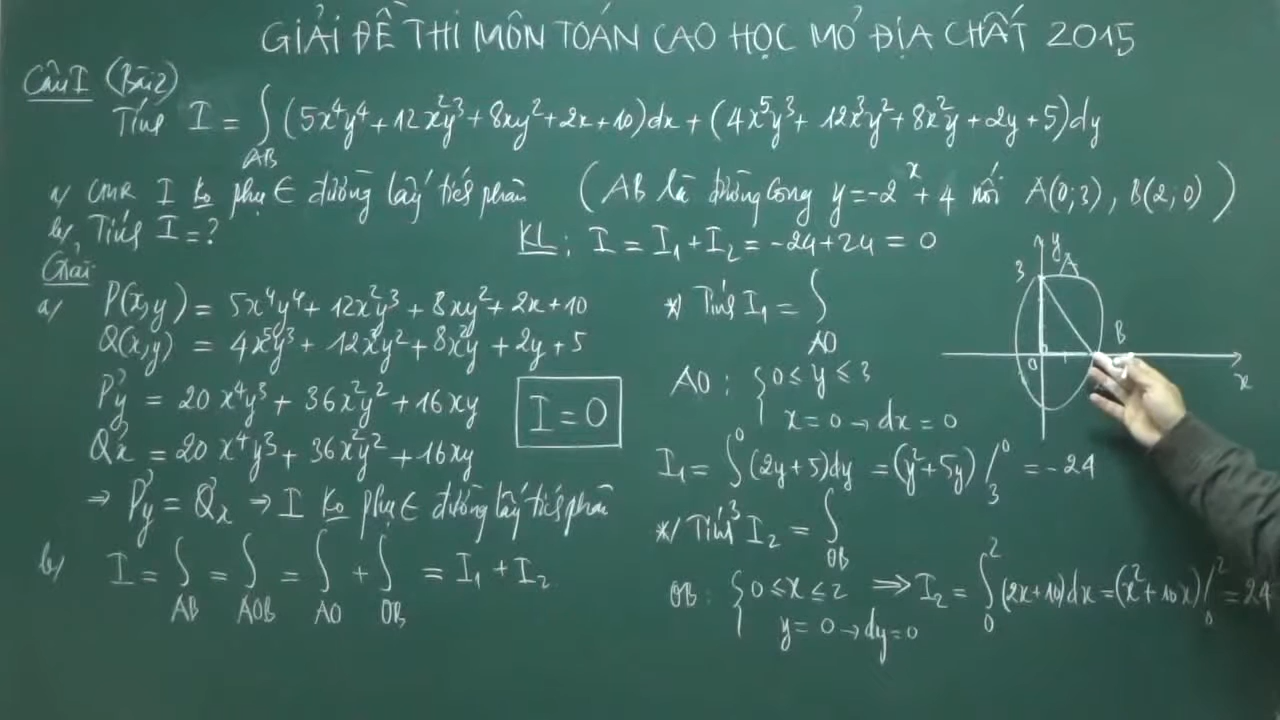 GIẢI ĐỀ THI MÔN TOÁN CAO HỌC MỎ ĐỊA CHẤT 2015
Câu I (Bài 2)
Tính I = ∫_{AB} (5x⁴y⁴ + 12x²y³ + 8xy² + 2x + 10)dx + (4x⁵y³ + 12x³y² + 8x²y + 2y + 5)dy
a/ CMR I ko phụ ∈ đường lấy tích phân (AB là đường cong y = -2^x + 4 nối A(0;3), B(2;0))
b/, Tính I = ?
KL: I = I₁ + I₂ = -24 + 24 = 0
Giải
a/ P(x,y) = 5x⁴y⁴ + 12x²y³ + 8xy² + 2x + 10
Q(x,y) = 4x⁵y³ + 12x³y² + 8x²y + 2y + 5
P'y = 20x⁴y³ + 36x²y² + 16xy
Q'x = 20x⁴y³ + 36x²y² + 16xy
I = 0
⇒ P'y = Q'x ⇒ I ko phụ ∈ đường lấy tích phân
b/ I = ∫_{AB} = ∫_{AOB} = ∫_{AO} + ∫_{OB} = I₁ + I₂
*) Tính I₁ = ∫_{AO}
AO: { 0 ≤ y ≤ 3
x = 0 → dx = 0
I₁ = ∫₃⁰ (2y + 5)dy = (y² + 5y) |₃⁰ = -24
*/ Tính I₂ = ∫_{OB}
OB: { 0 ≤ x ≤ 2 ⇒ I₂ = ∫₀² (2x + 10)dx = (x² + 10x) |₀² = 24
y = 0 → dy = 0
y
3
A
B
0
x